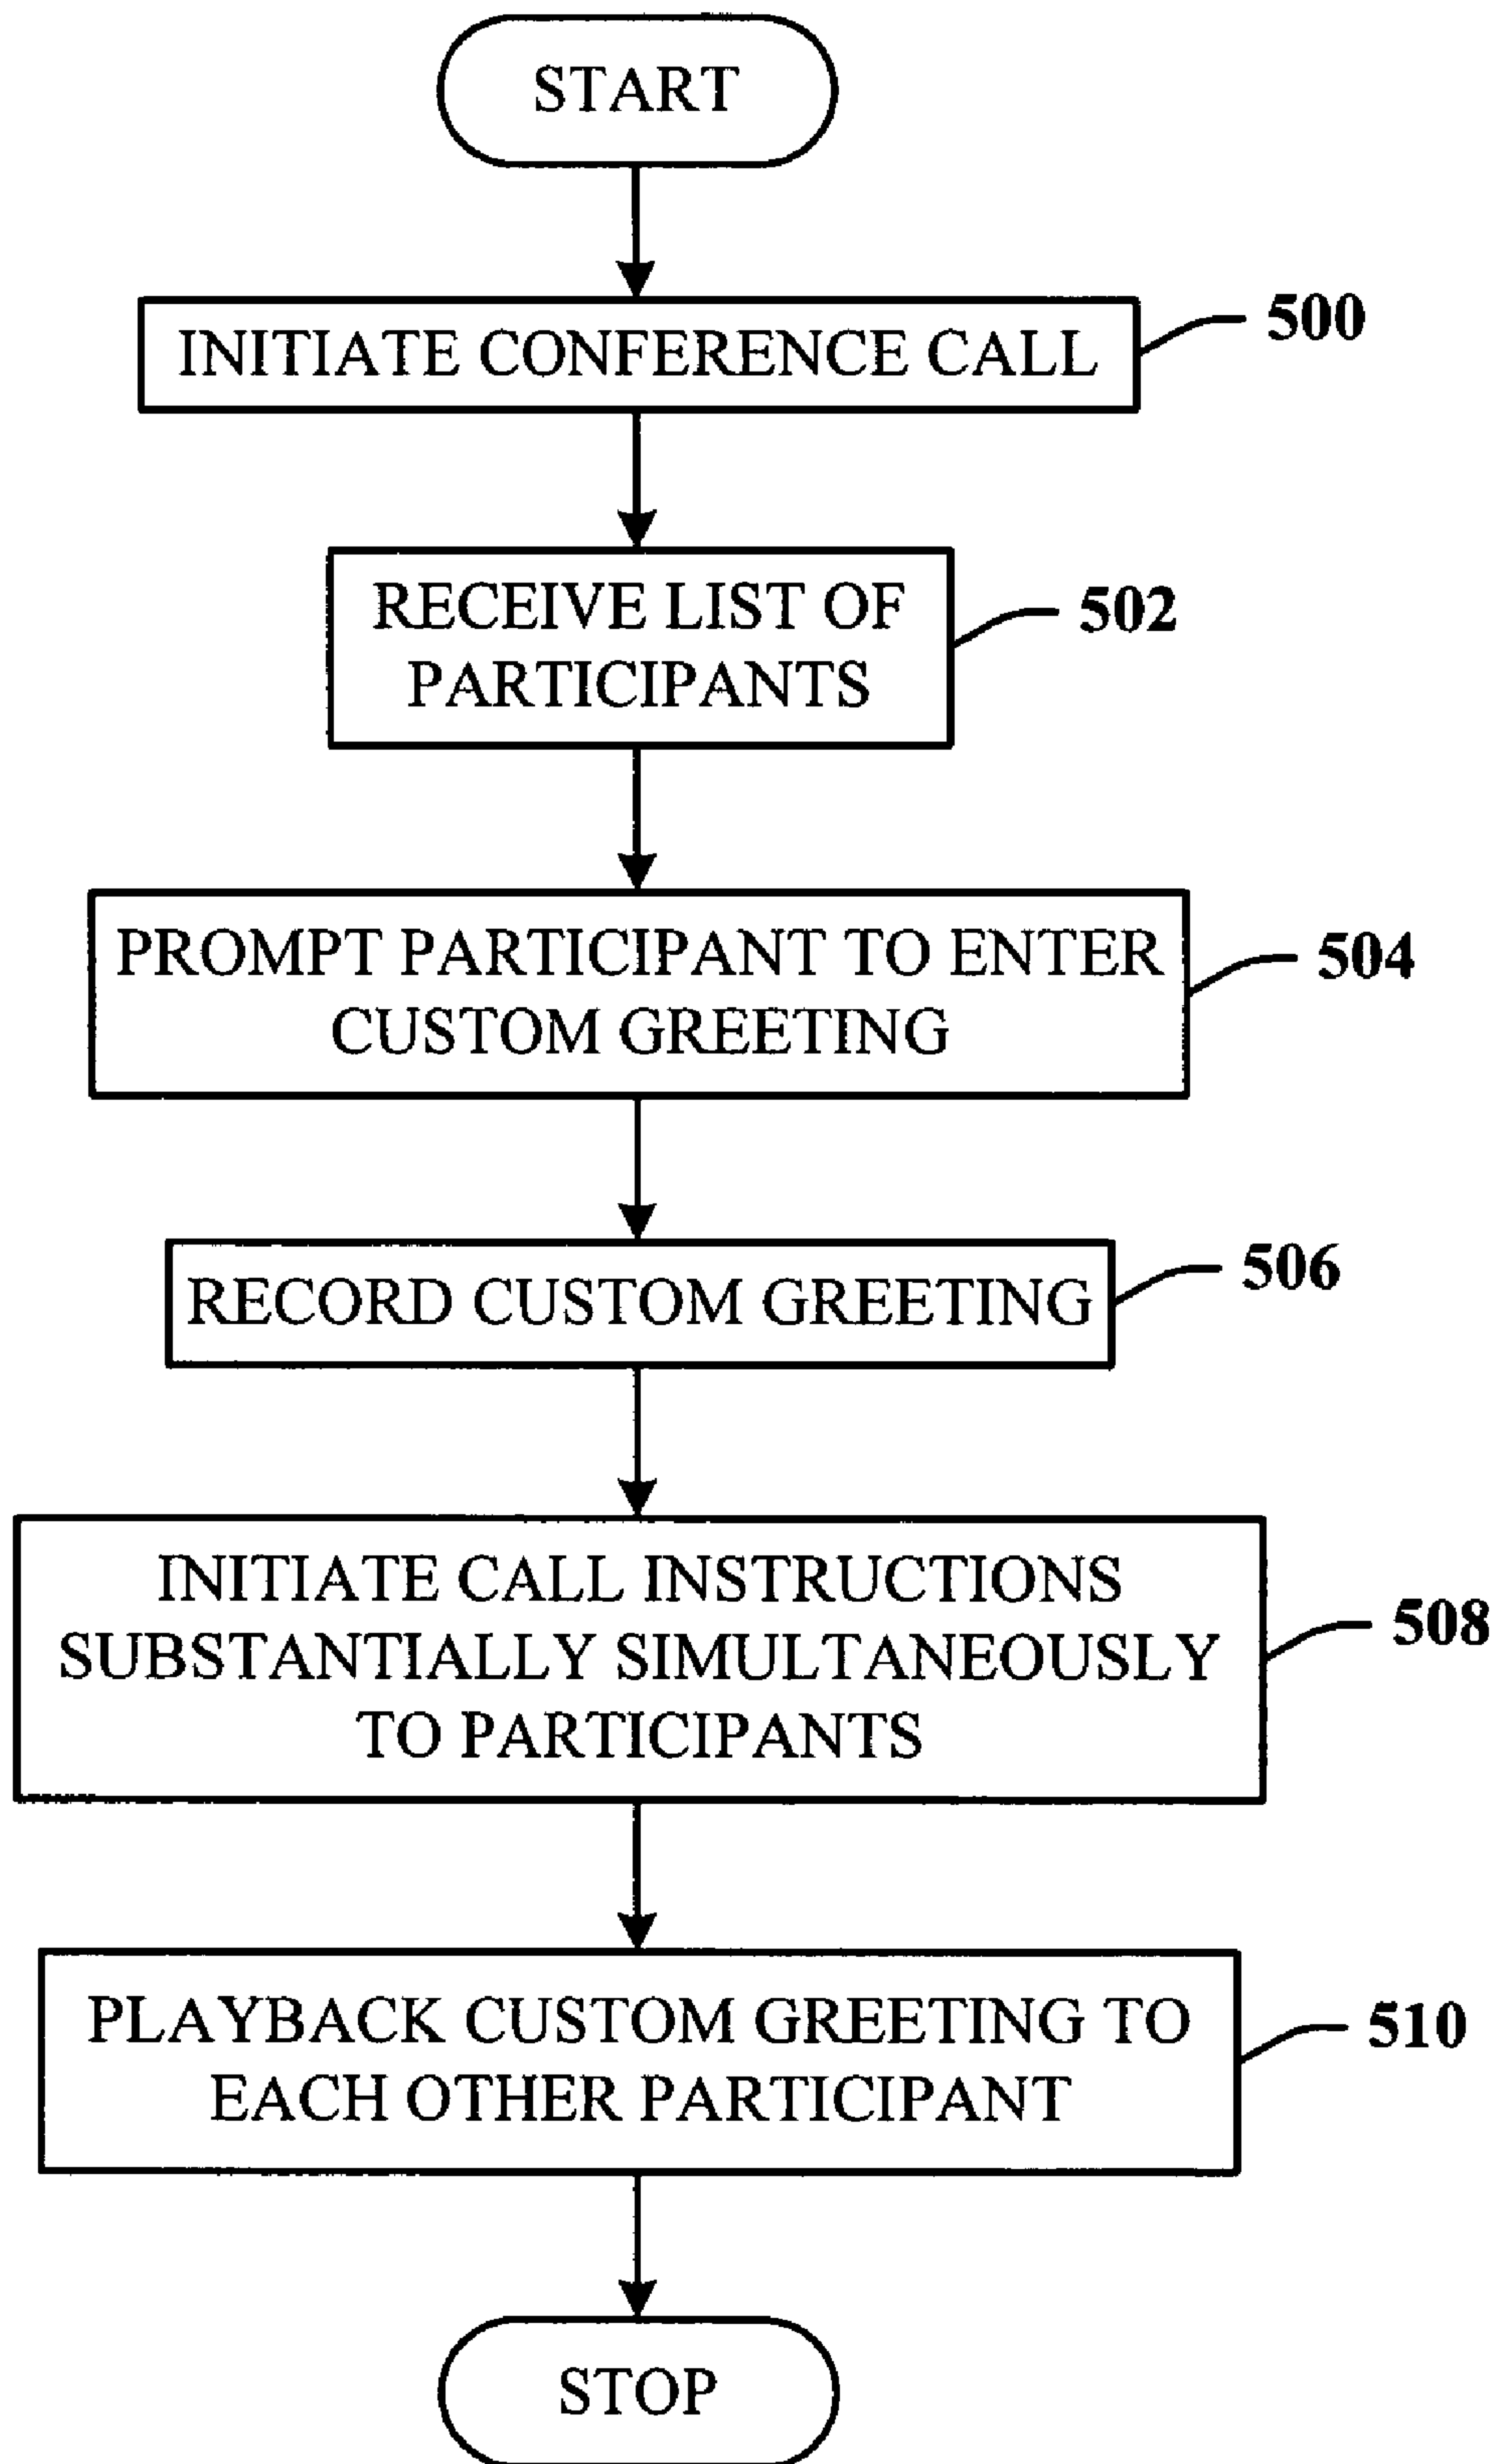 START
INITIATE CONFERENCE CALL
500
RECEIVE LIST OF
PARTICIPANTS
502
PROMPT PARTICIPANT TO ENTER
CUSTOM GREETING
504
RECORD CUSTOM GREETING
506
INITIATE CALL INSTRUCTIONS
SUBSTANTIALLY SIMULTANEOUSLY
TO PARTICIPANTS
508
PLAYBACK CUSTOM GREETING TO
EACH OTHER PARTICIPANT
510
STOP